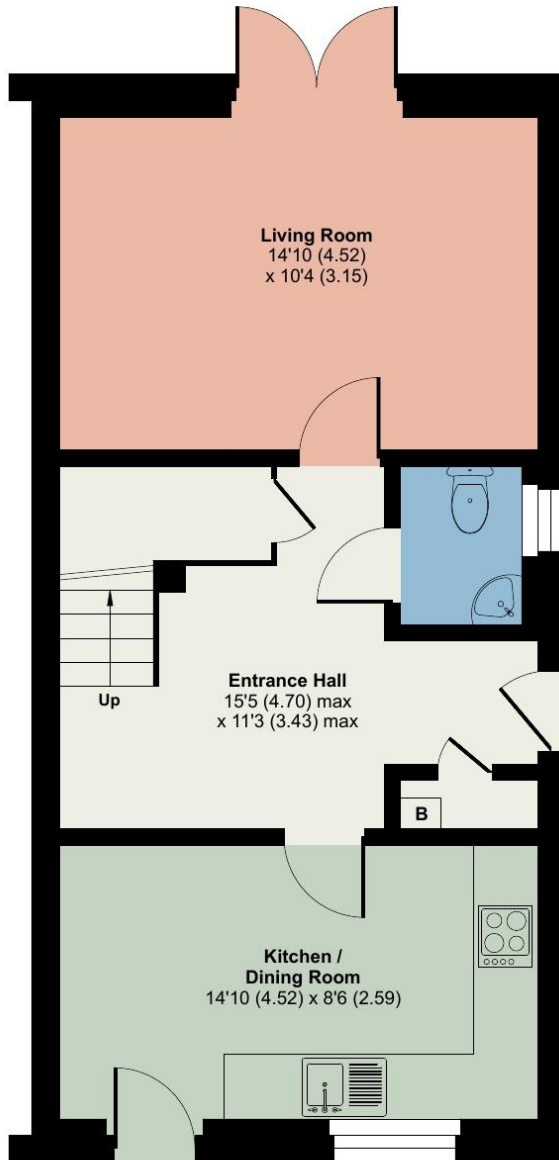 Living Room
14'10 (4.52)
x 10'4 (3.15)
Entrance Hall
15'5 (4.70) max
x 11'3 (3.43) max
Up
B
Kitchen /
Dining Room
14'10 (4.52) x 8'6 (2.59)